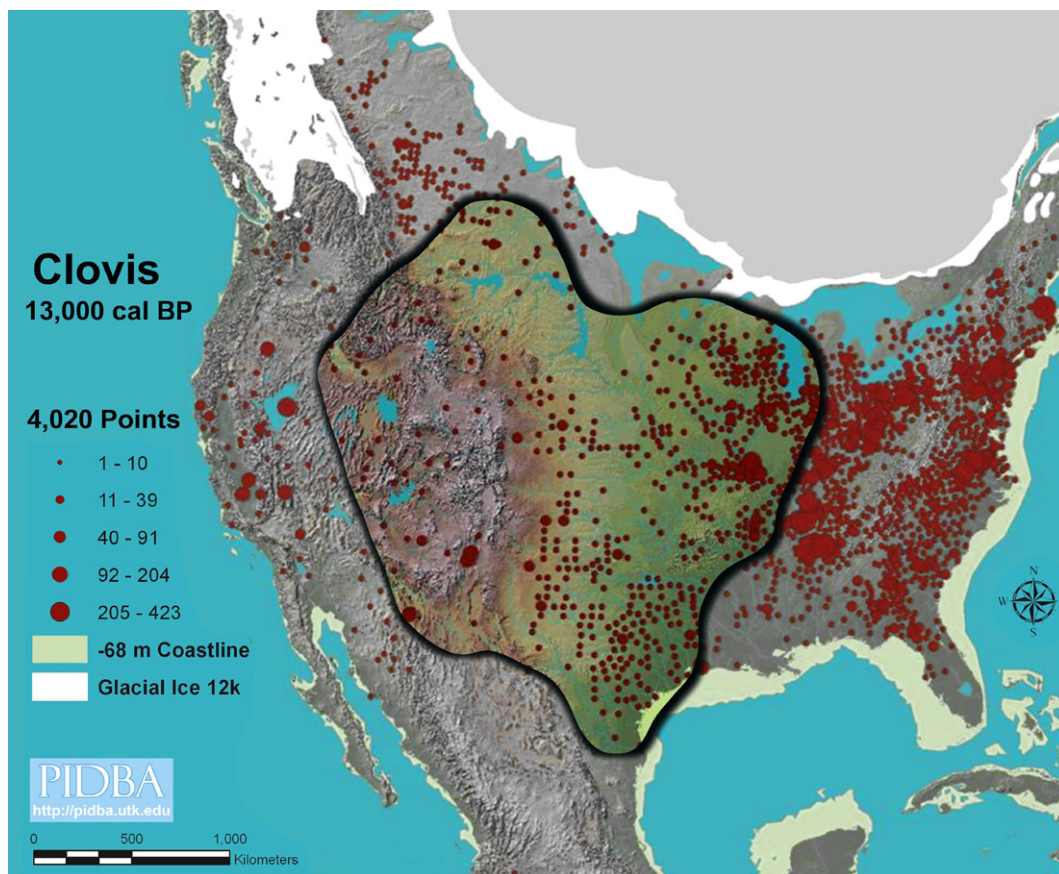 Clovis
13,000 cal BP
4,020 Points
1 - 10
11 - 39
40 - 91
92 - 204
205 - 423
-68 m Coastline
Glacial Ice 12k
PIDBA
http://pidba.utk.edu
0 500 1,000
Kilometers
N
W E
S